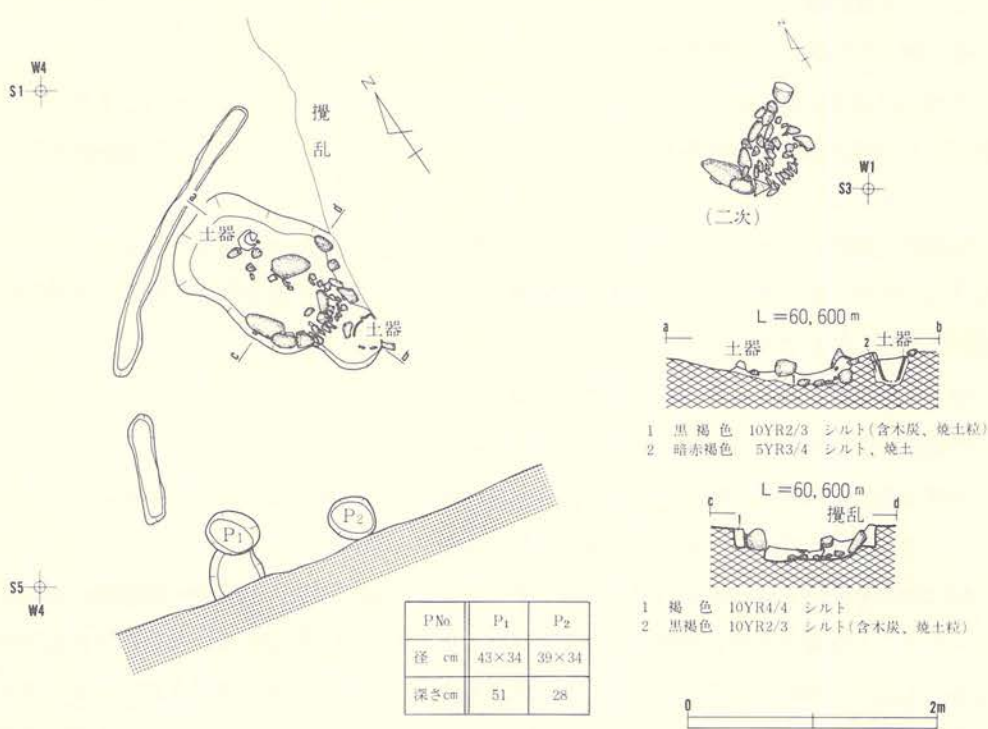 W4
S1
攪乱
N
a
d
土器
土器
c
b
P1
P2
S5
W4
N
W1
S3
(二次)
L=60,600m
a
b
土器
2
土器
1 黒褐色 10YR2/3 シルト(含木炭、焼土粒)
2 暗赤褐色 5YR3/4 シルト、焼土
L=60,600m
c
d
1
攪乱
1 褐色 10YR4/4 シルト
2 黒褐色 10YR2/3 シルト(含木炭、焼土粒)
PNo. P1 P2
径 cm 43×34 39×34
深さcm 51 28
0 2m